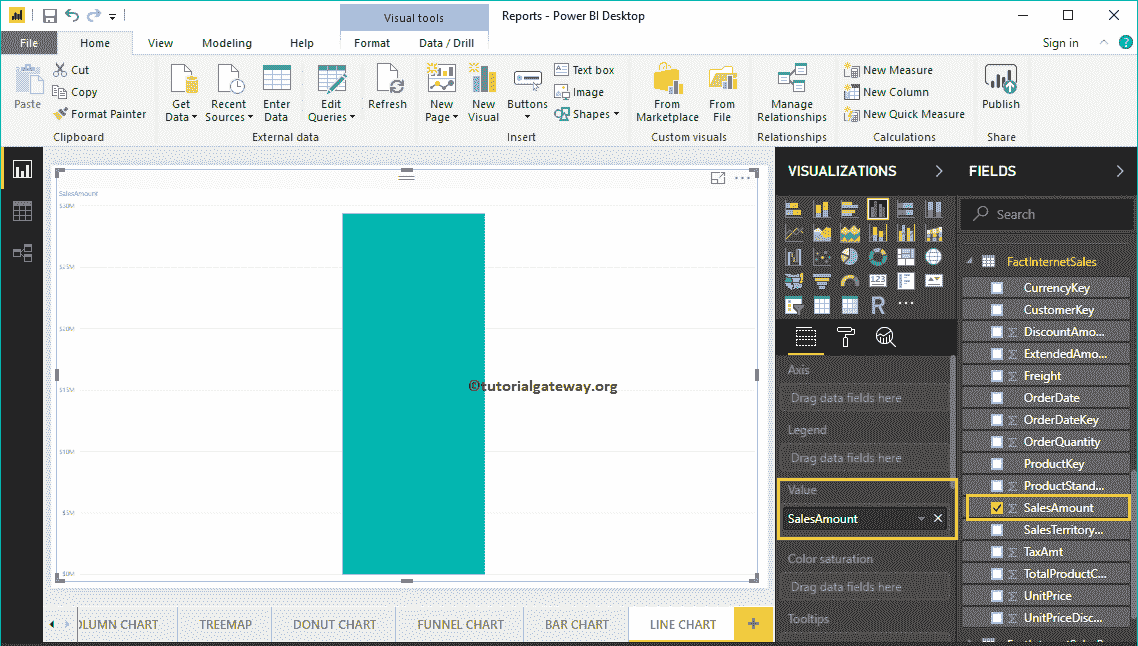 Visual tools
Reports - Power BI Desktop
File
Home
View
Modeling
Help
Format
Data / Drill
Sign in
?
Paste
Cut
Copy
Format Painter
Clipboard
Get Data
Recent Sources
Enter Data
Edit Queries
External data
Refresh
New Page
New Visual
Buttons
Text box
Image
Shapes
Insert
From Marketplace
From File
Custom visuals
Manage Relationships
Relationships
New Measure
New Column
New Quick Measure
Calculations
Publish
Share
SalesAmount
$30M
$25M
$20M
$15M
$10M
$5M
$0M
©tutorialgateway.org
VISUALIZATIONS
123
R
Axis
Drag data fields here
Legend
Drag data fields here
Value
SalesAmount
Color saturation
Drag data fields here
Tooltips
FIELDS
Search
FactInternetSales
CurrencyKey
CustomerKey
DiscountAmo...
ExtendedAmo...
Freight
OrderDate
OrderDateKey
OrderQuantity
ProductKey
ProductStand...
SalesAmount
SalesTerritory...
TaxAmt
TotalProductC...
UnitPrice
UnitPriceDisc...
OLUMN CHART
TREEMAP
DONUT CHART
FUNNEL CHART
BAR CHART
LINE CHART
+